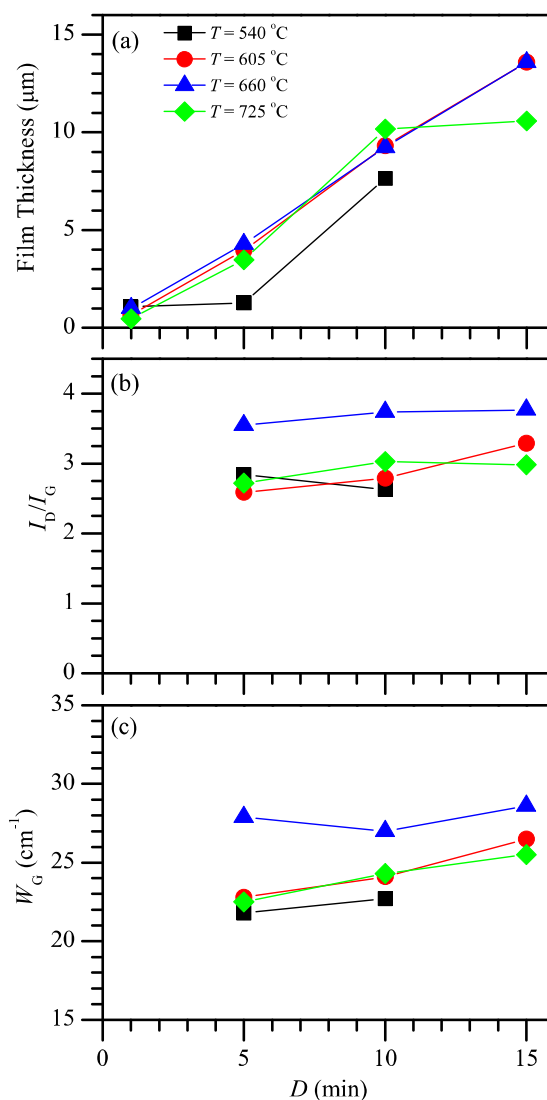 (a)
T = 540 °C
T = 605 °C
T = 660 °C
T = 725 °C
Film Thickness (μm)
15
10
5
0
(b)
I_D/I_G
4
3
2
1
0
(c)
W_G (cm⁻¹)
35
30
25
20
15
0 5 10 15
D (min)